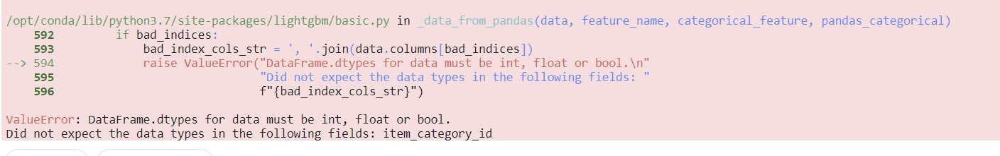 /opt/conda/lib/python3.7/site-packages/lightgbm/basic.py in _data_from_pandas(data, feature_name, categorical_feature, pandas_categorical)
    592         if bad_indices:
    593             bad_index_cols_str = ', '.join(data.columns[bad_indices])
--> 594             raise ValueError("DataFrame.dtypes for data must be int, float or bool.\n"
    595                              "Did not expect the data types in the following fields: "
    596                              f"{bad_index_cols_str}")
ValueError: DataFrame.dtypes for data must be int, float or bool.
Did not expect the data types in the following fields: item_category_id